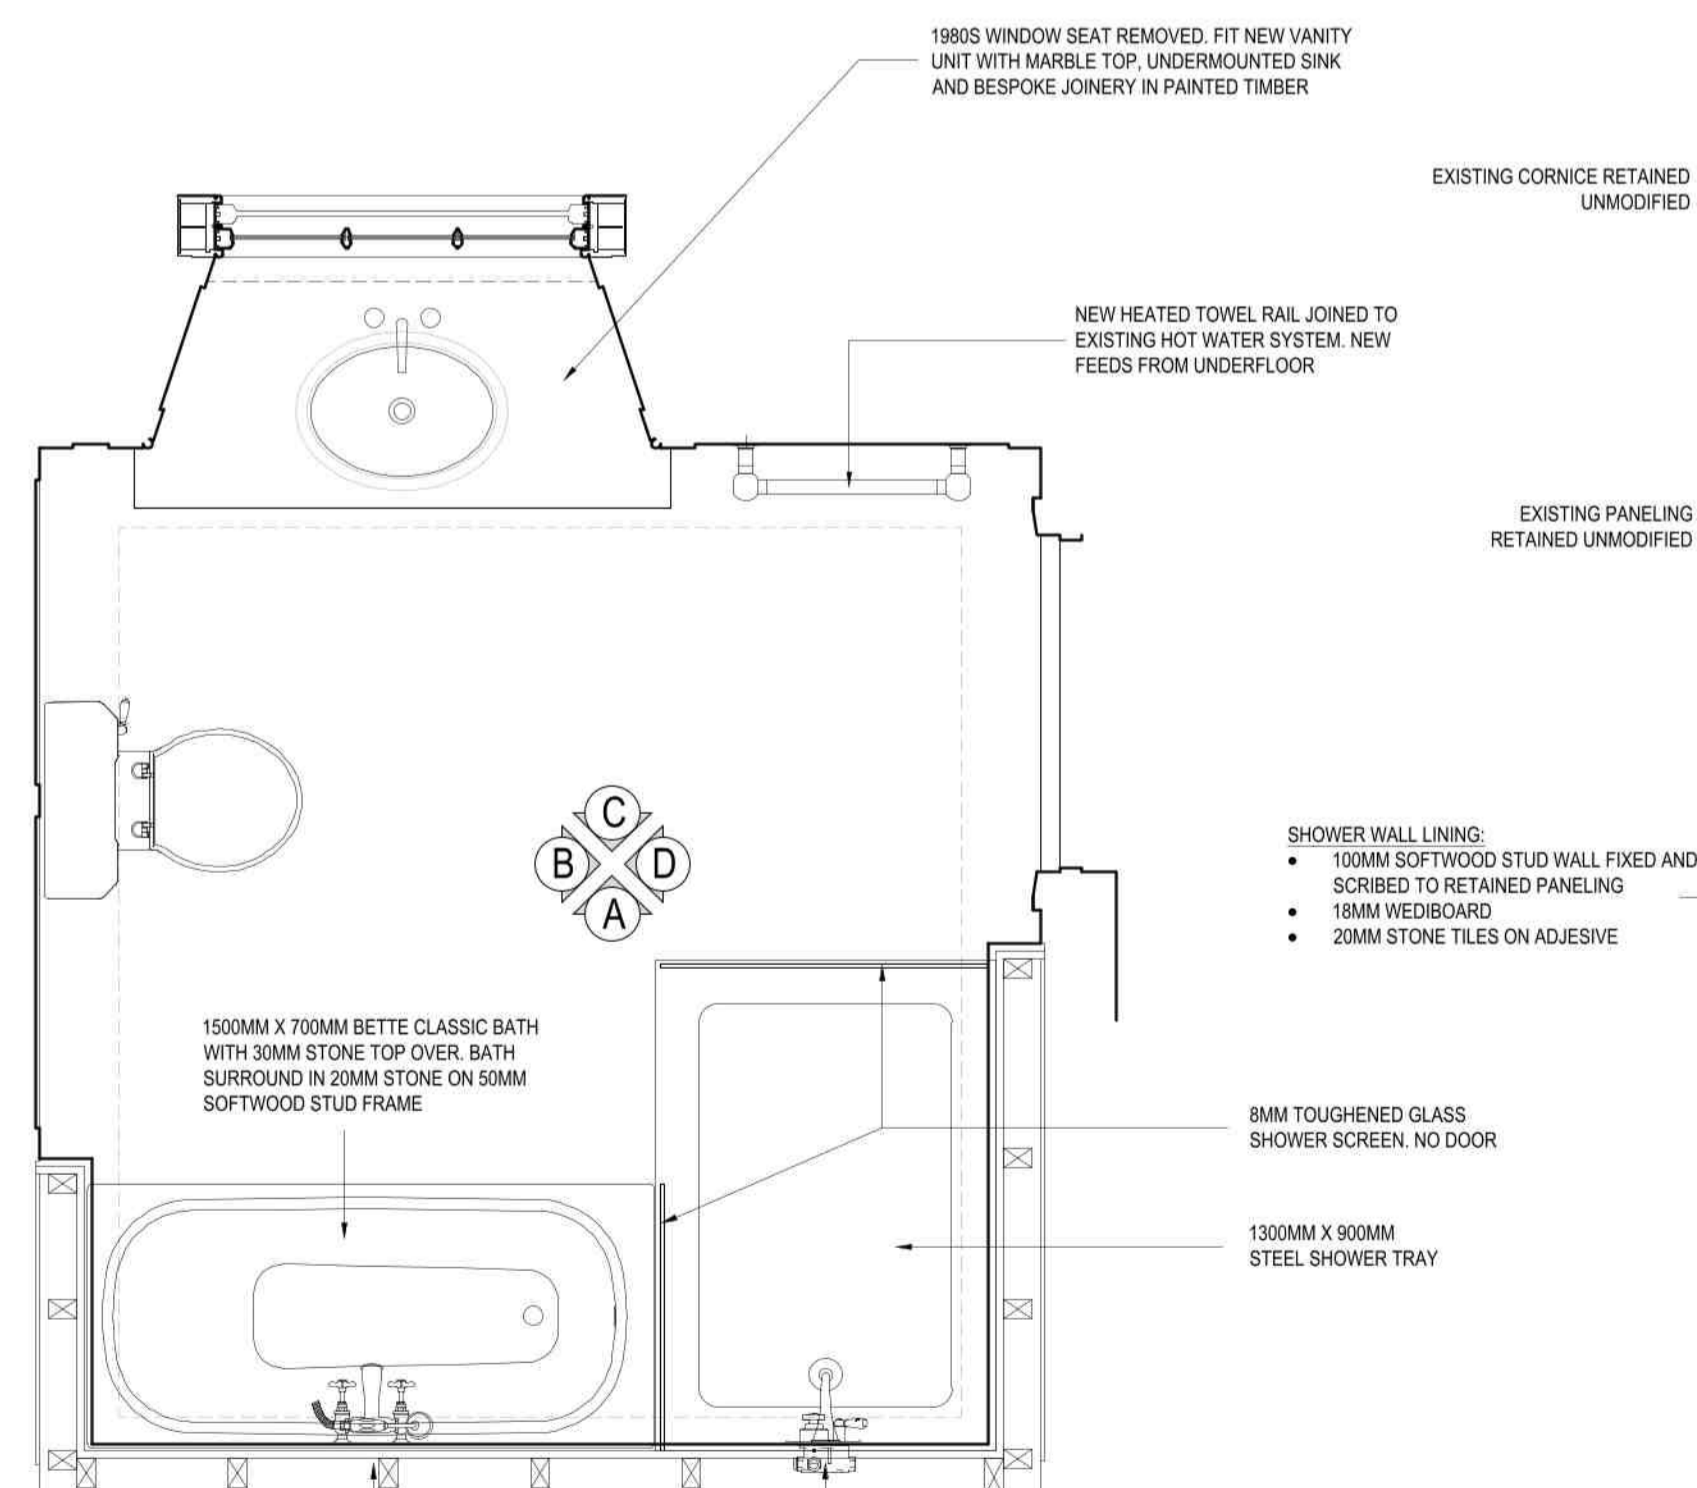 1980S WINDOW SEAT REMOVED. FIT NEW VANITY
UNIT WITH MARBLE TOP, UNDERMOUNTED SINK
AND BESPOKE JOINERY IN PAINTED TIMBER
EXISTING CORNICE RETAINED
UNMODIFIED
NEW HEATED TOWEL RAIL JOINED TO
EXISTING HOT WATER SYSTEM. NEW
FEEDS FROM UNDERFLOOR
EXISTING PANELING
RETAINED UNMODIFIED
C
B D
A
SHOWER WALL LINING:
• 100MM SOFTWOOD STUD WALL FIXED AND
SCRIBED TO RETAINED PANELING
• 18MM WEDIBOARD
• 20MM STONE TILES ON ADJESIVE
1500MM X 700MM BETTE CLASSIC BATH
WITH 30MM STONE TOP OVER. BATH
SURROUND IN 20MM STONE ON 50MM
SOFTWOOD STUD FRAME
8MM TOUGHENED GLASS
SHOWER SCREEN. NO DOOR
1300MM X 900MM
STEEL SHOWER TRAY